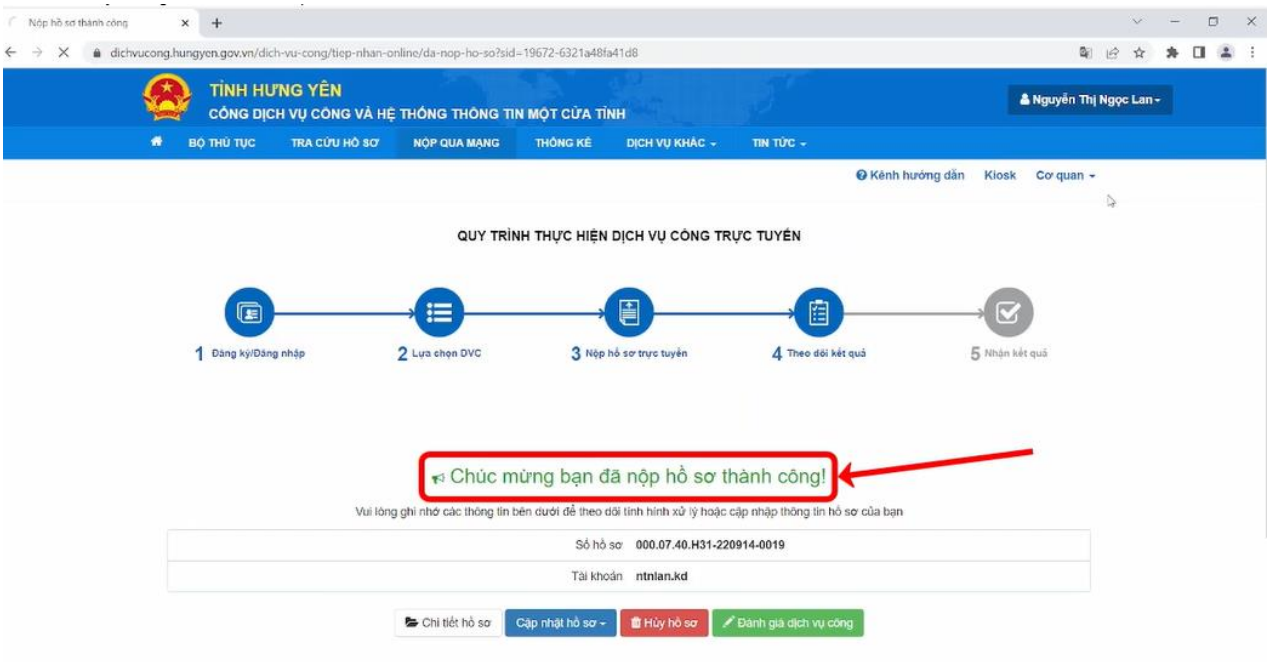 Nộp hồ sơ thành công
dichvucong.hungyen.gov.vn/dich-vu-cong/tiep-nhan-online/da-nop-ho-so?sid=19672-6321a48fa41d8
TỈNH HƯNG YÊN
CỔNG DỊCH VỤ CÔNG VÀ HỆ THỐNG THÔNG TIN MỘT CỬA TỈNH
Nguyễn Thị Ngọc Lan
BỘ THỦ TỤC TRA CỨU HỒ SƠ NỘP QUA MẠNG THỐNG KÊ DỊCH VỤ KHÁC TIN TỨC
Kênh hướng dẫn Kiosk Cơ quan
QUY TRÌNH THỰC HIỆN DỊCH VỤ CÔNG TRỰC TUYẾN
1 Đăng ký/Đăng nhập 2 Lựa chọn DVC 3 Nộp hồ sơ trực tuyến 4 Theo dõi kết quả 5 Nhận kết quả
Chúc mừng bạn đã nộp hồ sơ thành công!
Vui lòng ghi nhớ các thông tin bên dưới để theo dõi tình hình xử lý hoặc cập nhập thông tin hồ sơ của bạn
Số hồ sơ 000.07.40.H31-220914-0019
Tài khoản ntnlan.kd
Chi tiết hồ sơ Cập nhật hồ sơ Hủy hồ sơ Đánh giá dịch vụ công